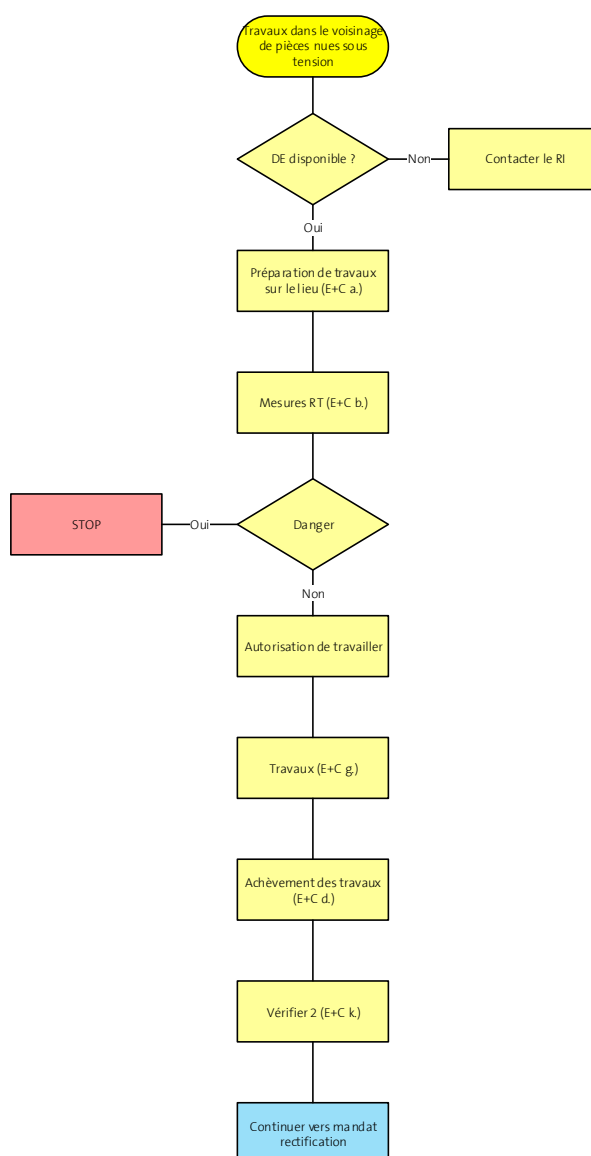 Travaux dans le voisinage
de pièces nues sous
tension
DE disponible ?
Non
Contacter le RI
Oui
Préparation de travaux
sur le lieu (E+C a.)
Mesures RT (E+C b.)
Danger
Oui
STOP
Non
Autorisation de travailler
Travaux (E+C g.)
Achèvement des travaux
(E+C d.)
Vérifier 2 (E+C k.)
Continuer vers mandat
rectification